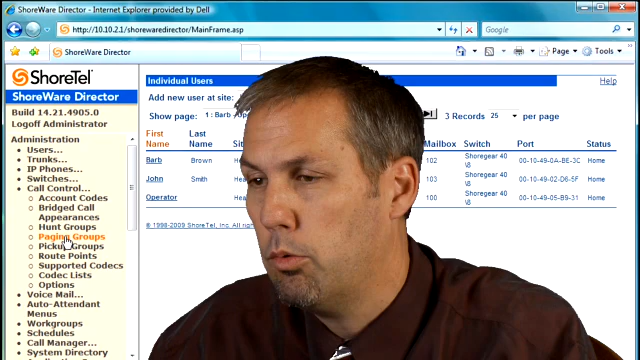 ShoreWare Director - Internet Explorer provided by Dell
http://10.10.2.1/shorewaredirector/MainFrame.asp
Google
ShoreWare Director
Page
Tools
ShoreTel
ShoreWare Director
Build 14.21.4905.0
Logoff Administrator
Administration
Users...
Trunks...
IP Phones...
Switches...
Call Control...
Account Codes
Bridged Call
Appearances
Hunt Groups
Paging Groups
Pickup Groups
Route Points
Supported Codecs
Codec Lists
Options
Voice Mail...
Auto-Attendant
Menus
Workgroups
Schedules
Call Manager...
System Directory
Individual Users
Help
Add new user at site:
Show page: 1 : Barb
3 Records 25 per page
First Name Last Name Mailbox Switch Port Status
Barb Brown 102 Shoregear 40 /8 00-10-49-0A-BE-3C Home
John Smith 103 Shoregear 40 /8 00-10-49-02-D6-5F Home
Operator 100 Shoregear 40 /8 00-10-49-05-B9-31 Home
© 1998-2009 ShoreTel, Inc. All